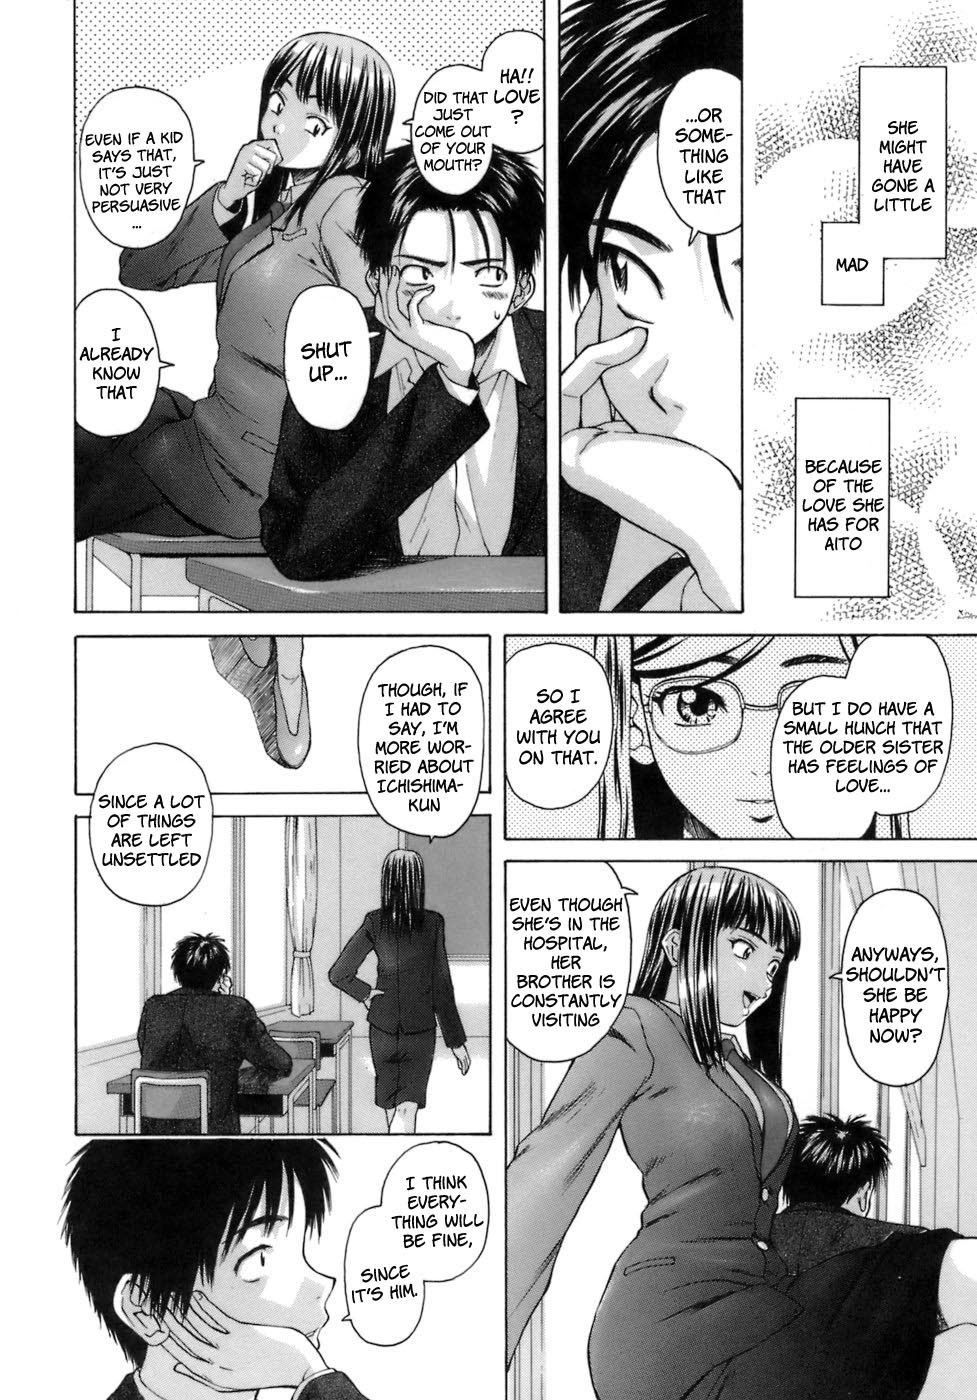 SHE
MIGHT
HAVE
GONE A
LITTLE
MAD
BECAUSE
OF THE
LOVE SHE
HAS FOR
AITO
...OR
SOME-
THING
LIKE
THAT
HA!!
LOVE
?
DID THAT
JUST
COME OUT
OF YOUR
MOUTH?
EVEN IF A KID
SAYS THAT,
IT'S JUST
NOT VERY
PERSUASIVE
...
SHUT
UP...
I
ALREADY
KNOW
THAT
BUT I DO HAVE A
SMALL HUNCH THAT
THE OLDER SISTER
HAS FEELINGS OF
LOVE...
SO I
AGREE
WITH YOU
ON THAT.
ANYWAYS,
SHOULDN'T
SHE BE
HAPPY
NOW?
EVEN THOUGH
SHE'S IN THE
HOSPITAL,
HER
BROTHER IS
CONSTANTLY
VISITING
THOUGH, IF
I HAD TO
SAY, I'M
MORE WOR-
RIED ABOUT
ICHISHIMA-
KUN
SINCE A LOT
OF THINGS
ARE LEFT
UNSETTLED
I THINK
EVERY-
THING WILL
BE FINE,
SINCE
IT'S HIM.